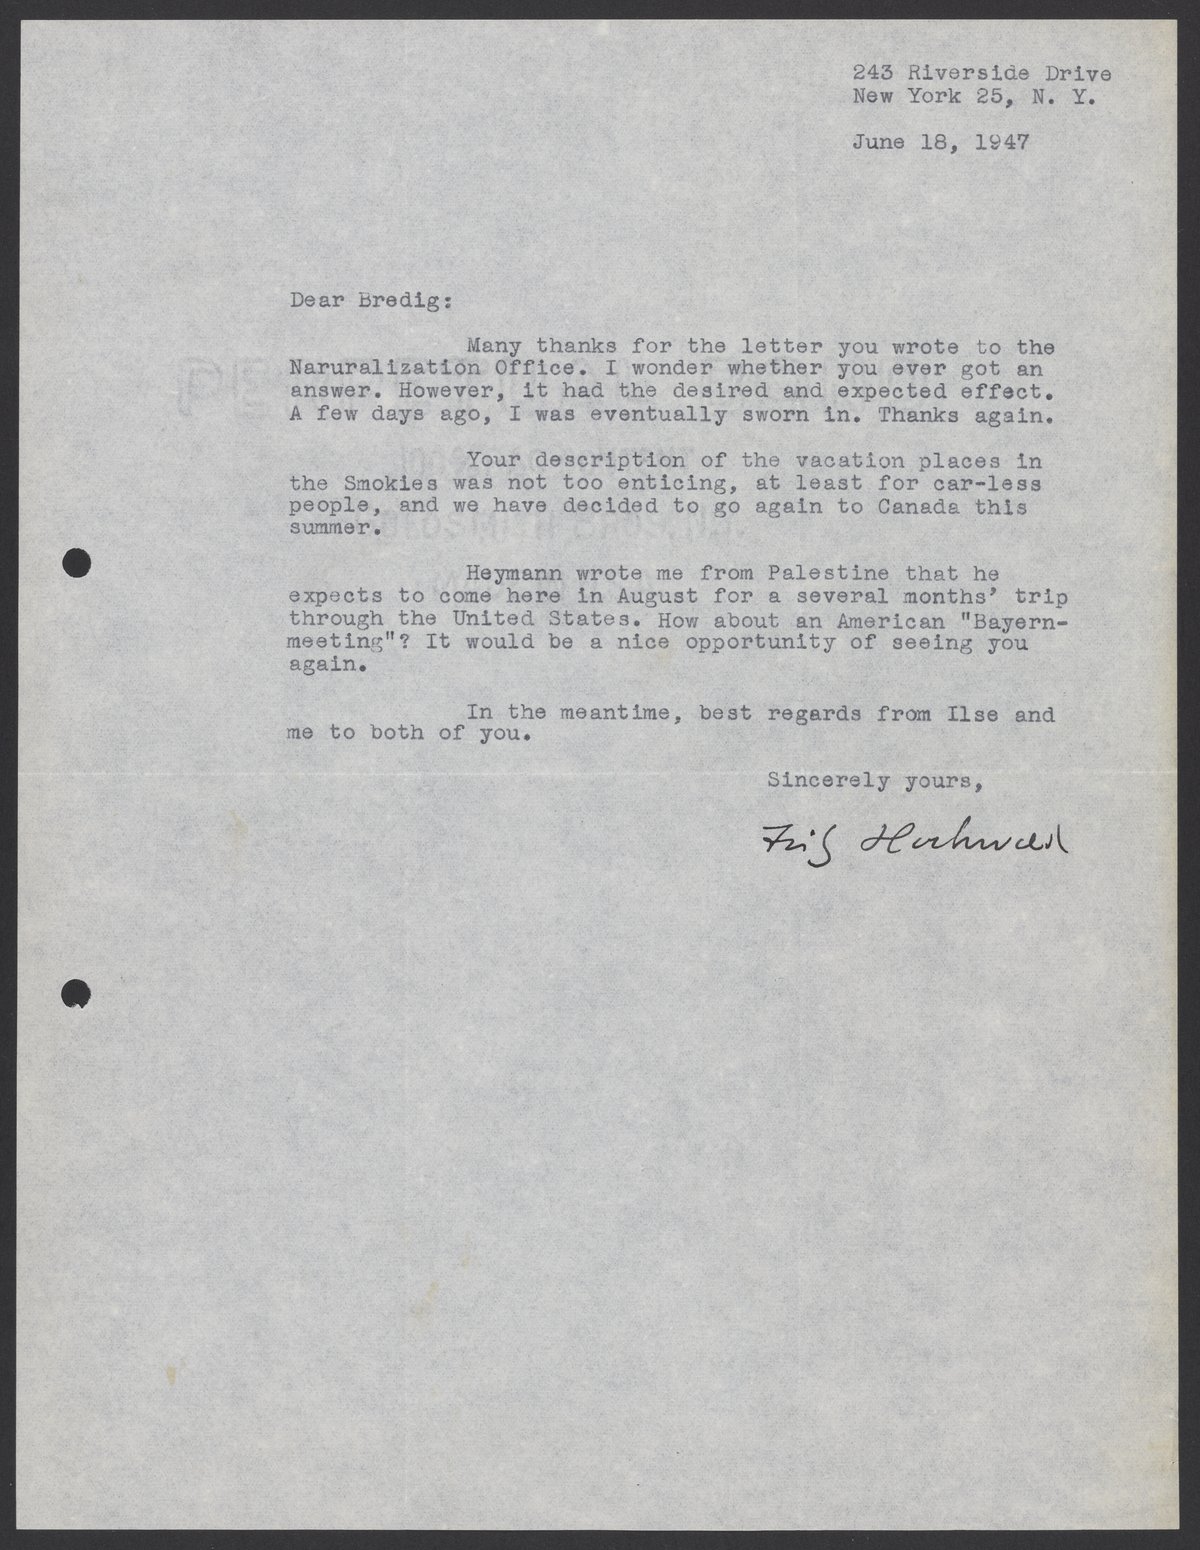 243 Riverside Drive
New York 25, N. Y.
June 18, 1947
Dear Bredig:
Many thanks for the letter you wrote to the
Naruralization Office. I wonder whether you ever got an
answer. However, it had the desired and expected effect.
A few days ago, I was eventually sworn in. Thanks again.
Your description of the vacation places in
the Smokies was not too enticing, at least for car-less
people, and we have decided to go again to Canada this
summer.
Heymann wrote me from Palestine that he
expects to come here in August for a several months' trip
through the United States. How about an American "Bayern-
meeting"? It would be a nice opportunity of seeing you
again.
In the meantime, best regards from Ilse and
me to both of you.
Sincerely yours,
Fritz Hochwald